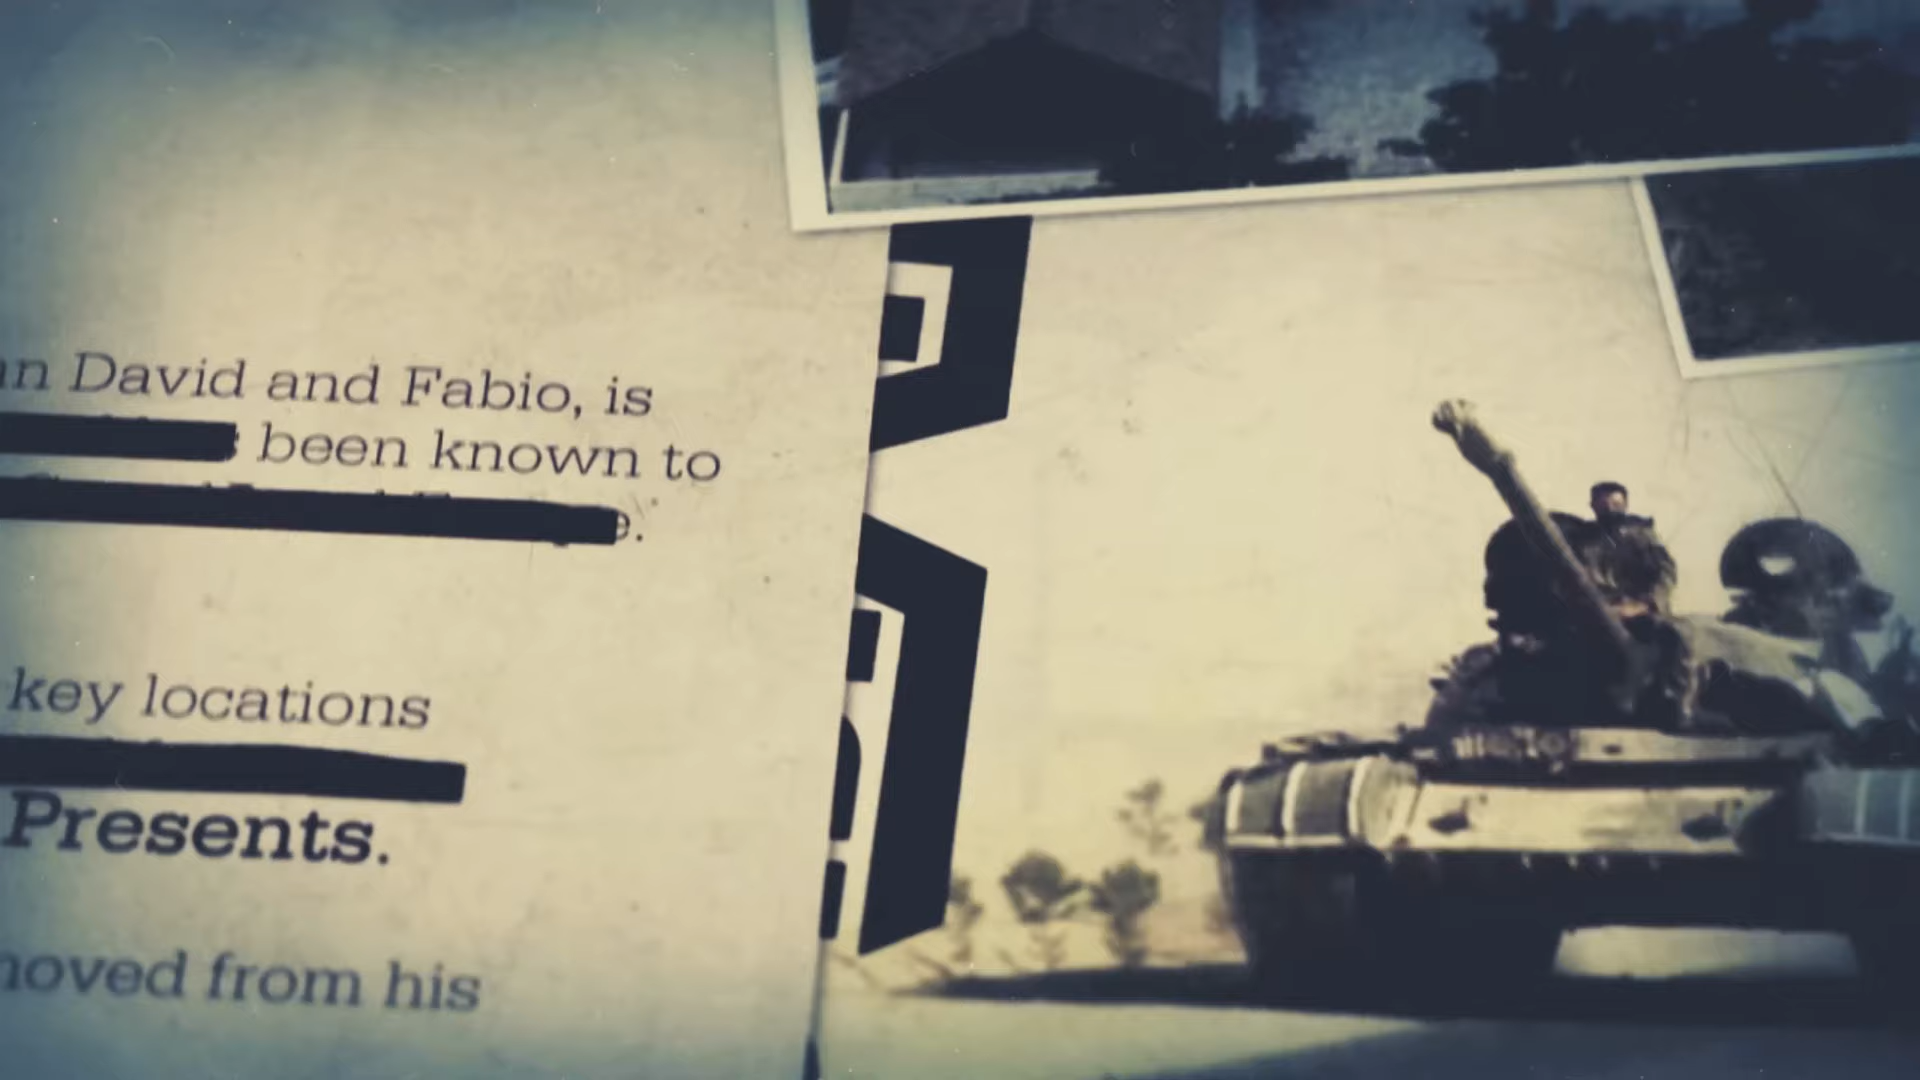 David and Fabio, is
been known to
key locations
Presents.
from his